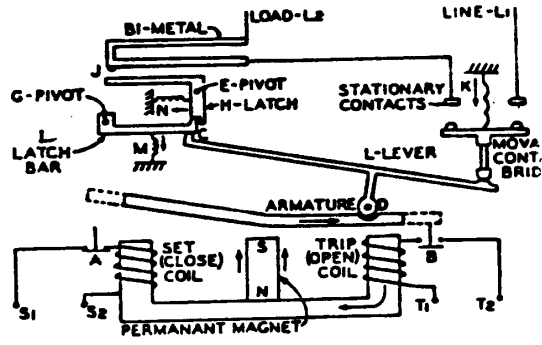 LOAD-L2
LINE-L1
BI-METAL
J
E-PIVOT
G-PIVOT
N
H-LATCH
STATIONARY
CONTACTS
K
L
LATCH
BAR
M
C
L-LEVER
MOVA
CONT
BRID
ARMATURE
D
A
SET
(CLOSE)
COIL
S
N
TRIP
(OPEN)
COIL
B
S1
S2
T1
T2
PERMANANT MAGNET